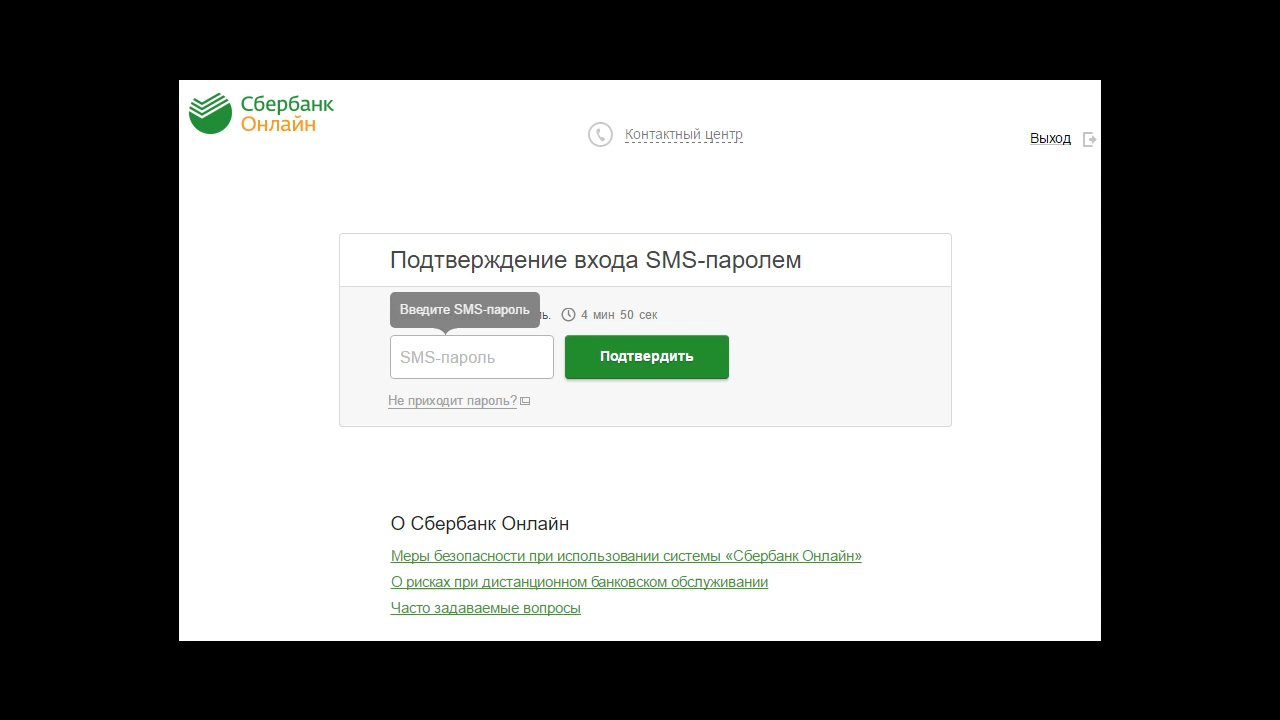 Сбербанк
Онлайн
Контактный центр
Выход
Подтверждение входа SMS-паролем
Введите SMS-пароль
4 мин 50 сек
SMS-пароль
Подтвердить
Не приходит пароль?
О Сбербанк Онлайн
Меры безопасности при использовании системы «Сбербанк Онлайн»
О рисках при дистанционном банковском обслуживании
Часто задаваемые вопросы